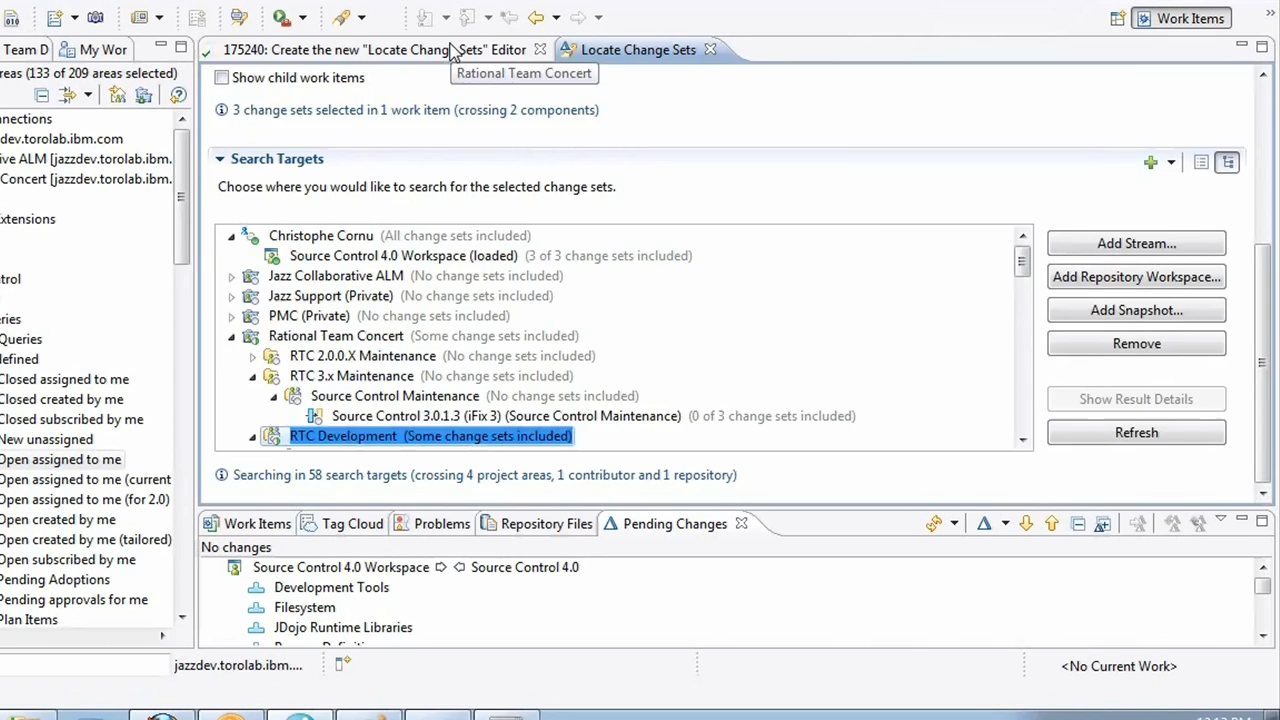 Work Items
Team D
My Wor
175240: Create the new "Locate Change Sets" Editor
Locate Change Sets
Rational Team Concert
reas (133 of 209 areas selected)
onnections
dev.torolab.ibm.com
ive ALM [jazzdev.torolab.ibm.
Concert [jazzdev.torolab.ibm.
xtensions
trol
ries
Queries
efined
Closed assigned to me
Closed created by me
Closed subscribed by me
New unassigned
Open assigned to me
Open assigned to me (current
Open assigned to me (for 2.0)
Open created by me
Open created by me (tailored)
Open subscribed by me
Pending Adoptions
Pending approvals for me
Plan Items
Show child work items
3 change sets selected in 1 work item (crossing 2 components)
Search Targets
Choose where you would like to search for the selected change sets.
Christophe Cornu (All change sets included)
Source Control 4.0 Workspace (loaded) (3 of 3 change sets included)
Jazz Collaborative ALM (No change sets included)
Jazz Support (Private) (No change sets included)
PMC (Private) (No change sets included)
Rational Team Concert (Some change sets included)
RTC 2.0.0.X Maintenance (No change sets included)
RTC 3.x Maintenance (No change sets included)
Source Control Maintenance (No change sets included)
Source Control 3.0.1.3 (iFix 3) (Source Control Maintenance) (0 of 3 change sets included)
RTC Development (Some change sets included)
Add Stream...
Add Repository Workspace...
Add Snapshot...
Remove
Show Result Details
Refresh
Searching in 58 search targets (crossing 4 project areas, 1 contributor and 1 repository)
Work Items
Tag Cloud
Problems
Repository Files
Pending Changes
No changes
Source Control 4.0 Workspace Source Control 4.0
Development Tools
Filesystem
JDojo Runtime Libraries
jazzdev.torolab.ibm....
<No Current Work>